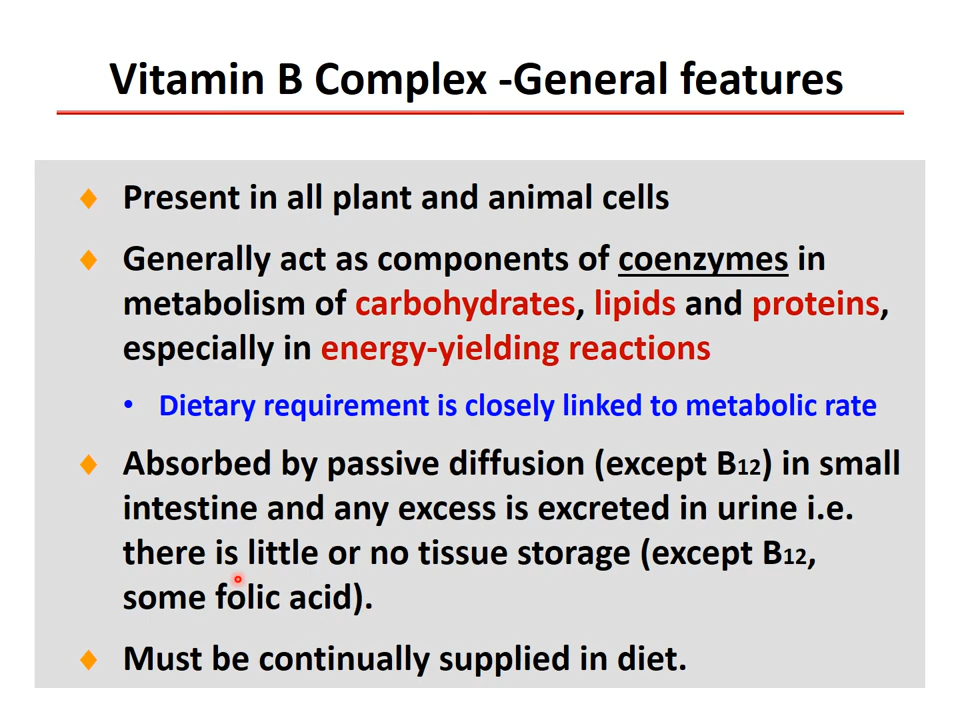 Vitamin B Complex -General features
Present in all plant and animal cells
Generally act as components of coenzymes in
metabolism of carbohydrates, lipids and proteins,
especially in energy-yielding reactions
• Dietary requirement is closely linked to metabolic rate
Absorbed by passive diffusion (except B12) in small
intestine and any excess is excreted in urine i.e.
there is little or no tissue storage (except B12,
some folic acid).
Must be continually supplied in diet.